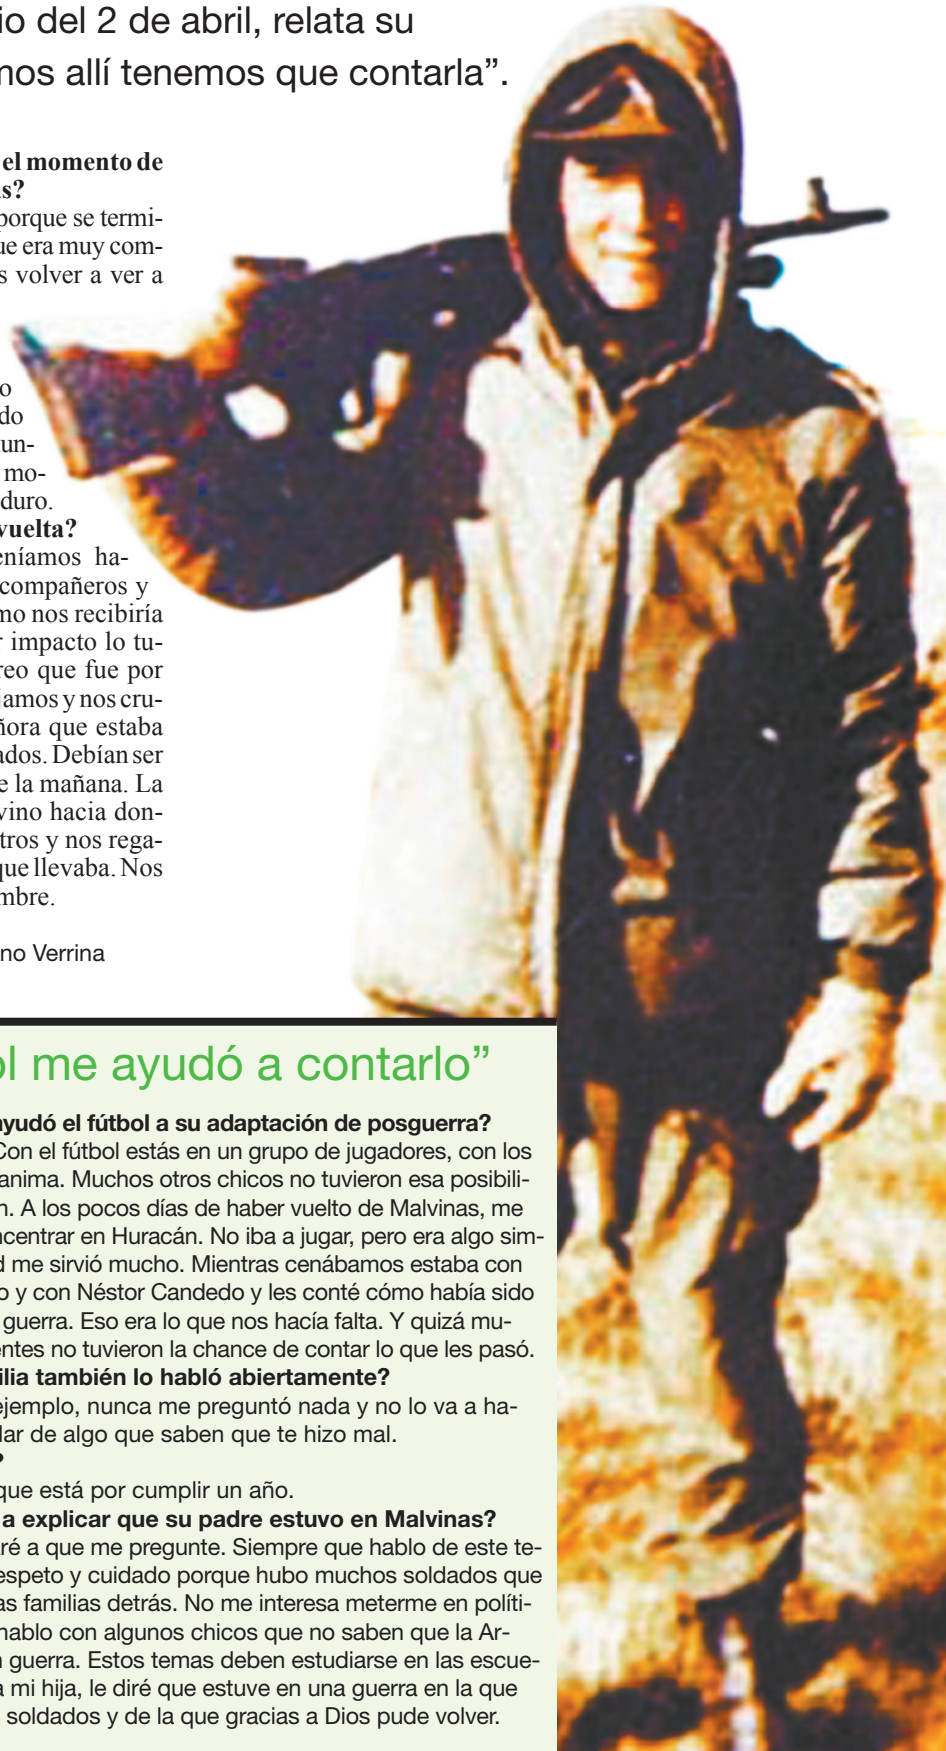 io del 2 de abril, relata su
mos allí tenemos que contarla”.
el momento de
s?
porque se termi-
ue era muy com-
s volver a ver a
o
do
un-
mo-
duro.
vuelta?
eníamos ha-
compañeros y
mo nos recibiría
r impacto lo tu-
reo que fue por
jamos y nos cru-
ñora que estaba
ados. Debían ser
e la mañana. La
vino hacia don-
tros y nos rega-
que llevaba. Nos
mbre.
no Verrina
ol me ayudó a contarlo”
ayudó el fútbol a su adaptación de posguerra?
Con el fútbol estás en un grupo de jugadores, con los
anima. Muchos otros chicos no tuvieron esa posibili-
n. A los pocos días de haber vuelto de Malvinas, me
ncentrar en Huracán. No iba a jugar, pero era algo sim-
d me sirvió mucho. Mientras cenábamos estaba con
o y con Néstor Candedo y les conté cómo había sido
guerra. Eso era lo que nos hacía falta. Y quizá mu-
entes no tuvieron la chance de contar lo que les pasó.
ilia también lo habló abiertamente?
ejemplo, nunca me preguntó nada y no lo va a ha-
lar de algo que saben que te hizo mal.
?
que está por cumplir un año.
a explicar que su padre estuvo en Malvinas?
aré a que me pregunte. Siempre que hablo de este te-
espeto y cuidado porque hubo muchos soldados que
as familias detrás. No me interesa meterme en políti-
hablo con algunos chicos que no saben que la Ar-
n guerra. Estos temas deben estudiarse en las escue-
a mi hija, le diré que estuve en una guerra en la que
soldados y de la que gracias a Dios pude volver.